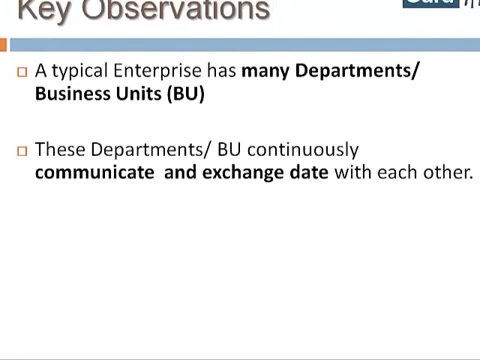 Key Observations
A typical Enterprise has many Departments/
Business Units (BU)
These Departments/ BU continuously
communicate and exchange date with each other.